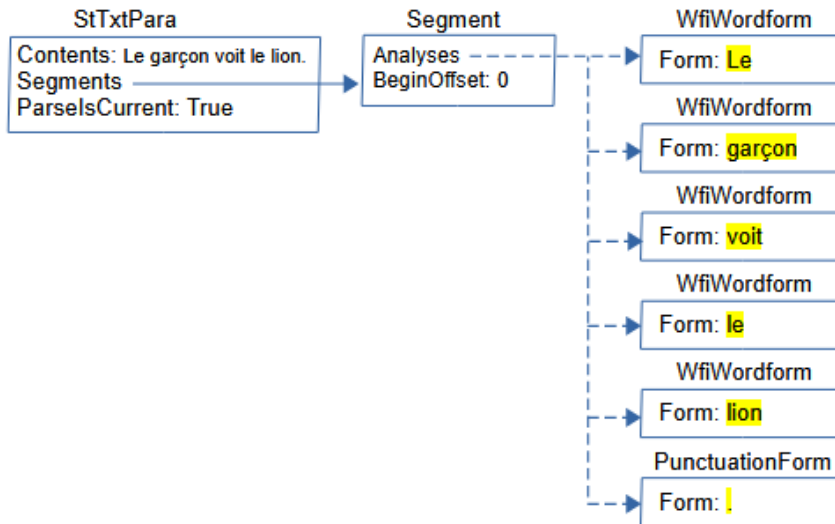 StTxtPara
Contents: Le garçon voit le lion.
Segments
ParseIsCurrent: True
Segment
Analyses
BeginOffset: 0
WfiWordform
Form: Le
WfiWordform
Form: garçon
WfiWordform
Form: voit
WfiWordform
Form: le
WfiWordform
Form: lion
PunctuationForm
Form: .